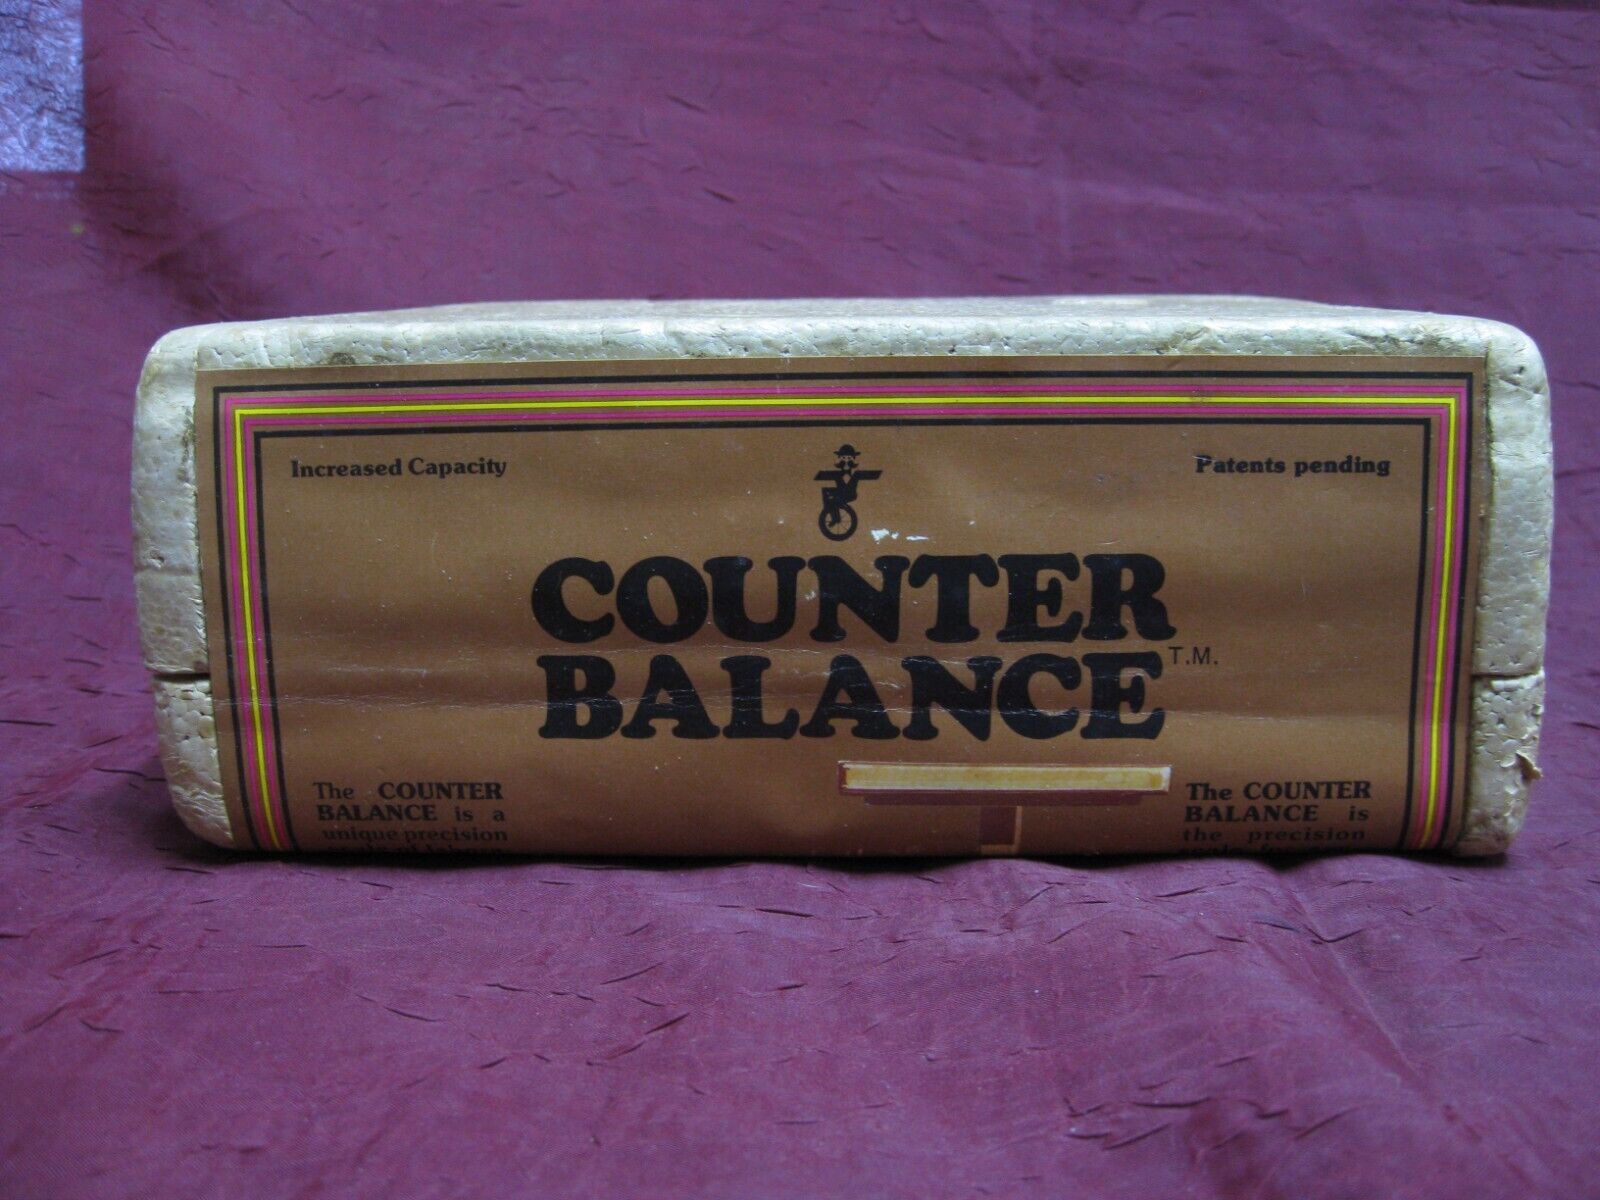 Increased Capacity
Patents pending
COUNTER
BALANCE T.M.
The COUNTER
BALANCE is a
unique precision
The COUNTER
BALANCE is
the precision